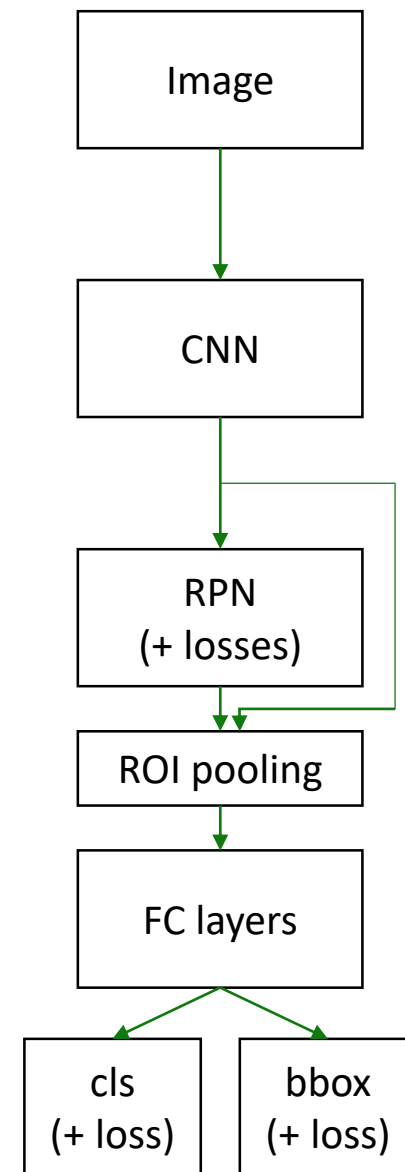 Image
CNN
RPN
(+ losses)
ROI pooling
FC layers
cls
(+ loss)
bbox
(+ loss)